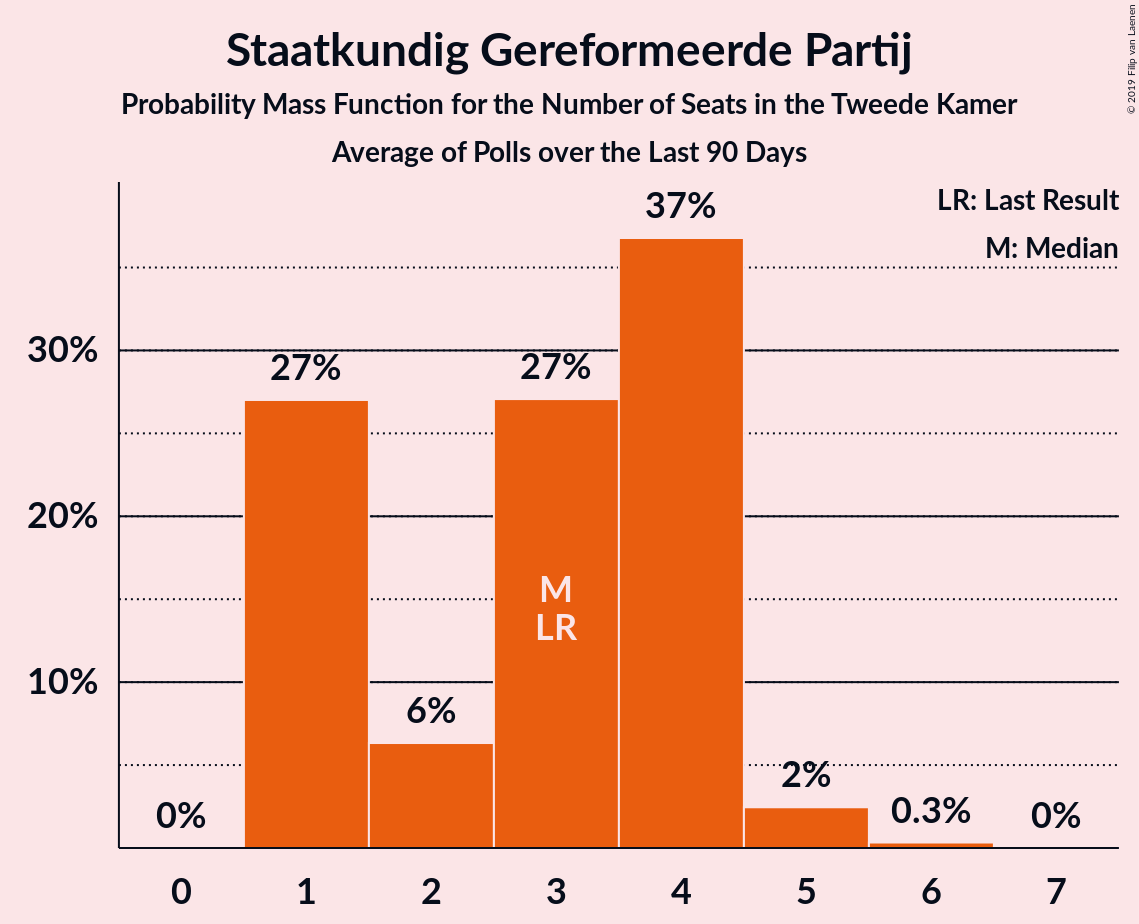 Staatkundig Gereformeerde Partij
Probability Mass Function for the Number of Seats in the Tweede Kamer
Average of Polls over the Last 90 Days
© 2019 Filip van Laenen
LR: Last Result
M: Median
30%
20%
10%
0%
27%
6%
27%
37%
2%
0.3%
0%
M
LR
0 1 2 3 4 5 6 7